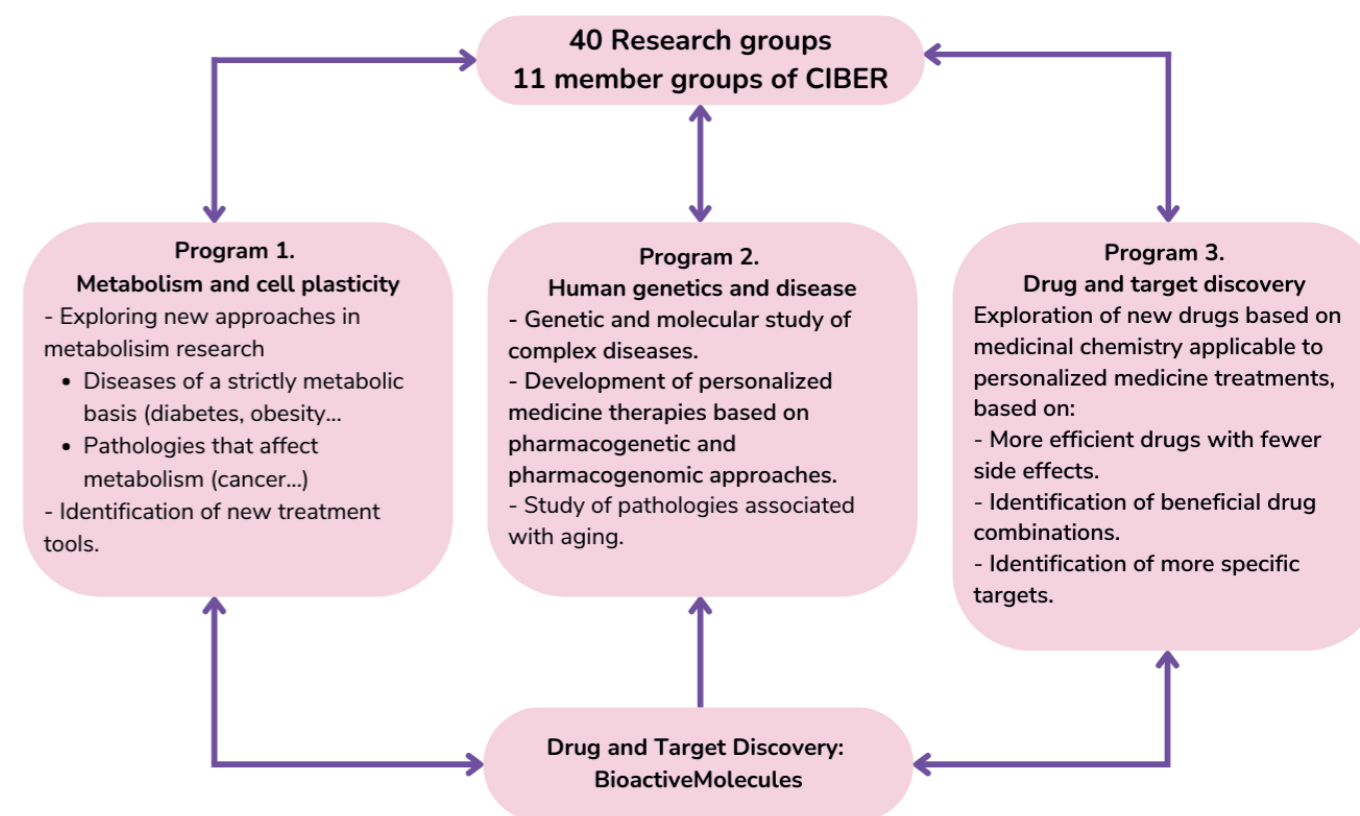 40 Research groups
11 member groups of CIBER
Program 1.
Metabolism and cell plasticity
- Exploring new approaches in
metabolisim research
• Diseases of a strictly metabolic
basis (diabetes, obesity...
• Pathologies that affect
metabolism (cancer...)
- Identification of new treatment
tools.
Program 2.
Human genetics and disease
- Genetic and molecular study of
complex diseases.
- Development of personalized
medicine therapies based on
pharmacogenetic and
pharmacogenomic approaches.
- Study of pathologies associated
with aging.
Program 3.
Drug and target discovery
Exploration of new drugs based on
medicinal chemistry applicable to
personalized medicine treatments,
based on:
- More efficient drugs with fewer
side effects.
- Identification of beneficial drug
combinations.
- Identification of more specific
targets.
Drug and Target Discovery:
BioactiveMolecules